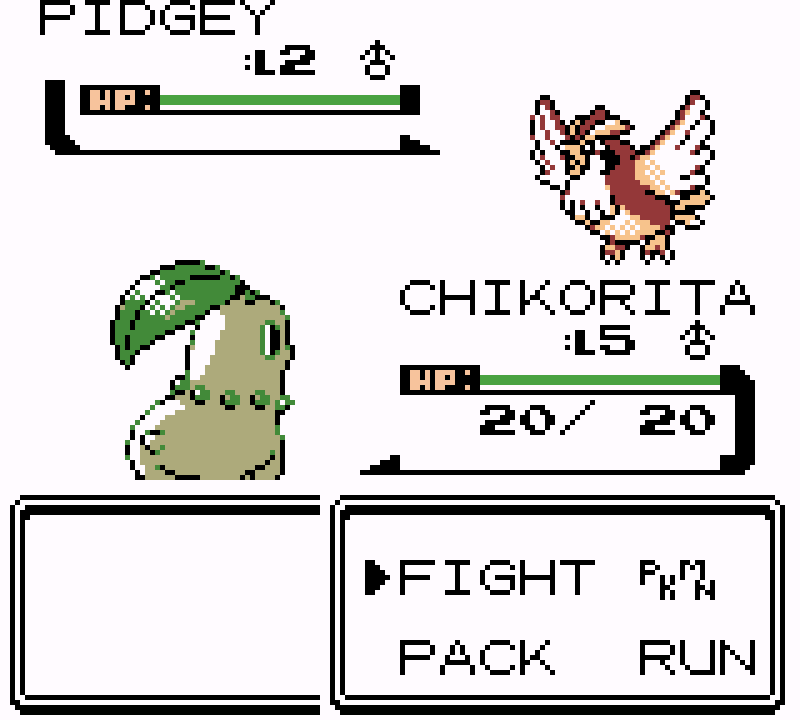 PIDGEY
:L2 ♂
HP:
CHIKORITA
:L5 ♂
HP:
20/ 20
▶FIGHT PKMN
PACK RUN